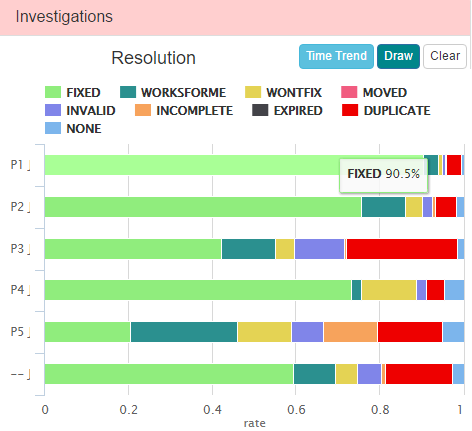 Investigations
Resolution
Time Trend Draw Clear
FIXED WORKSFORME WONTFIX MOVED
INVALID INCOMPLETE EXPIRED DUPLICATE
NONE
P1
FIXED 90.5%
P2
P3
P4
P5
--
0 0.2 0.4 0.6 0.8 1
rate